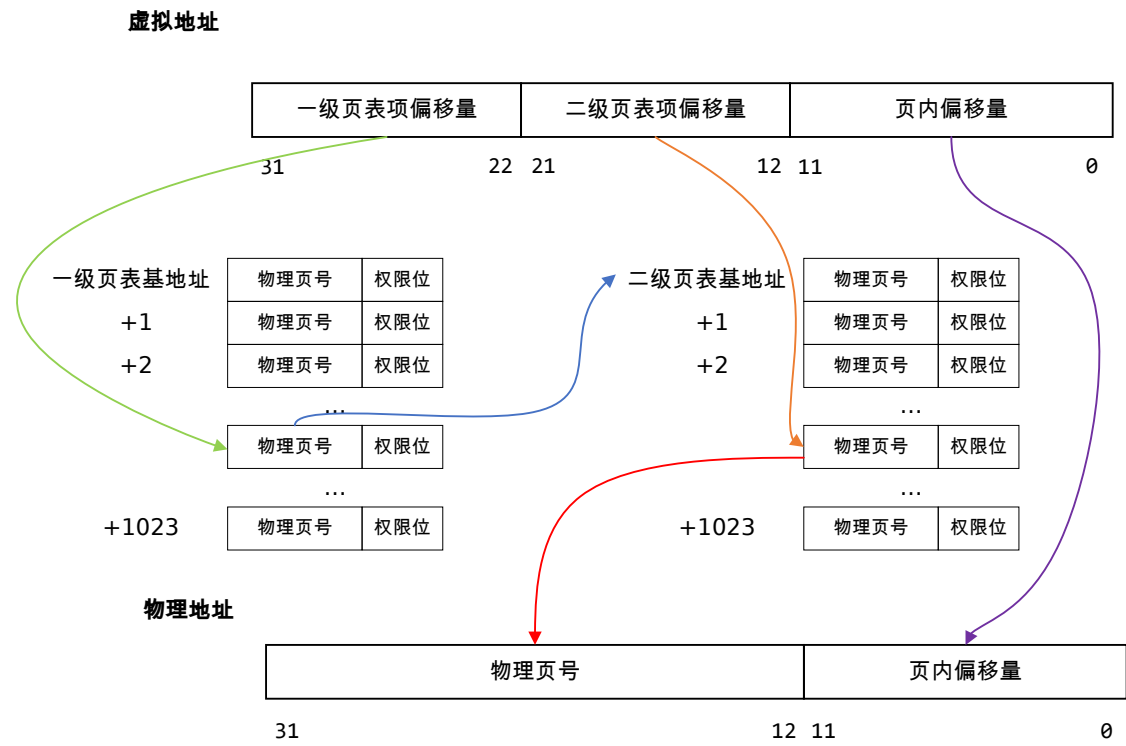 虚拟地址
一级页表项偏移量 二级页表项偏移量 页内偏移量
31 22 21 12 11 0
一级页表基地址 物理页号 权限位 二级页表基地址 物理页号 权限位
+1 物理页号 权限位 +1 物理页号 权限位
+2 物理页号 权限位 +2 物理页号 权限位
... ...
物理页号 权限位 物理页号 权限位
... ...
+1023 物理页号 权限位 +1023 物理页号 权限位
物理地址
物理页号 页内偏移量
31 12 11 0